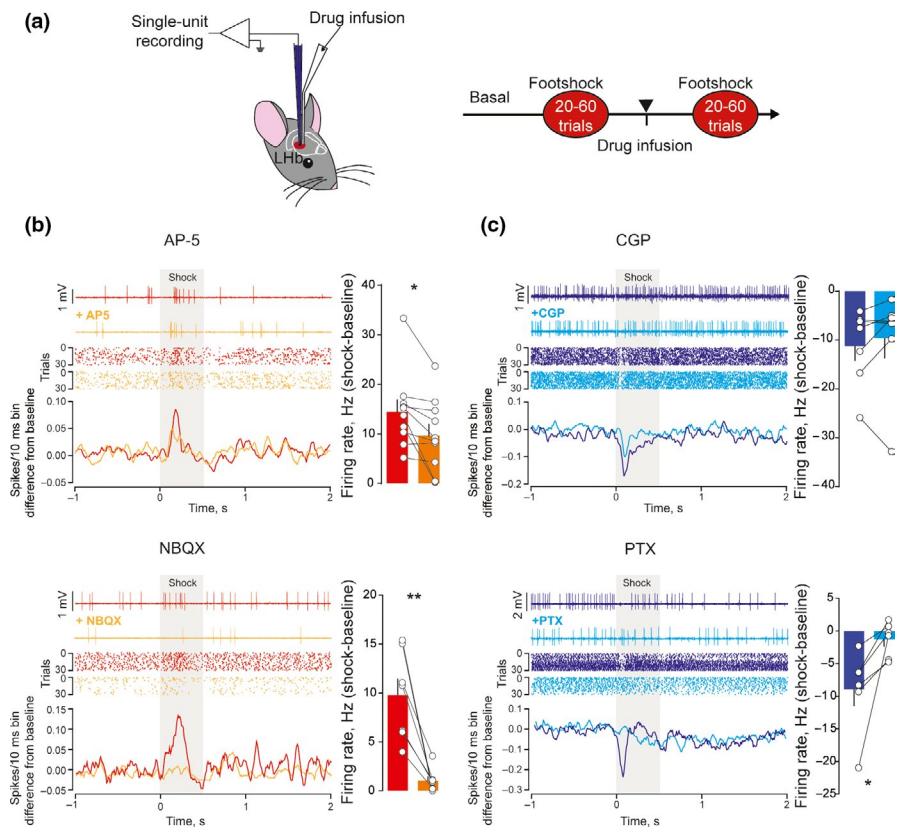 (a)
Single-unit
recording
Drug infusion
LHb
Basal
Footshock
20-60
trials
Drug infusion
Footshock
20-60
trials
(b)
AP-5
Shock
1 mV
+ AP5
Trials
0
30
0
30
Spikes/10 ms bin
difference from baseline
0.10
0.05
0.00
−0.05
−1
0
1
2
Time, s
Firing rate, Hz (shock-baseline)
40
30
20
10
0
*
NBQX
Shock
1 mV
+ NBQX
Trials
0
30
0
30
Spikes/10 ms bin
difference from baseline
0.15
0.10
0.05
0.00
−0.05
−1
0
1
2
Time, s
Firing rate, Hz (shock-baseline)
20
15
10
5
0
**
(c)
CGP
Shock
1 mV
+CGP
Trials
0
30
0
30
Spikes/10 ms bin
difference from baseline
0.1
0.0
−0.1
−0.2
−1
0
1
2
Time, s
Firing rate, Hz (shock-baseline)
0
−10
−20
−30
−40
PTX
Shock
2 mV
+PTX
Trials
0
30
0
30
Spikes/10 ms bin
difference from baseline
0.1
0.0
−0.1
−0.2
−0.3
−1
0
1
2
Time, s
Firing rate, Hz (shock-baseline)
5
0
−5
−10
−15
−20
−25
*